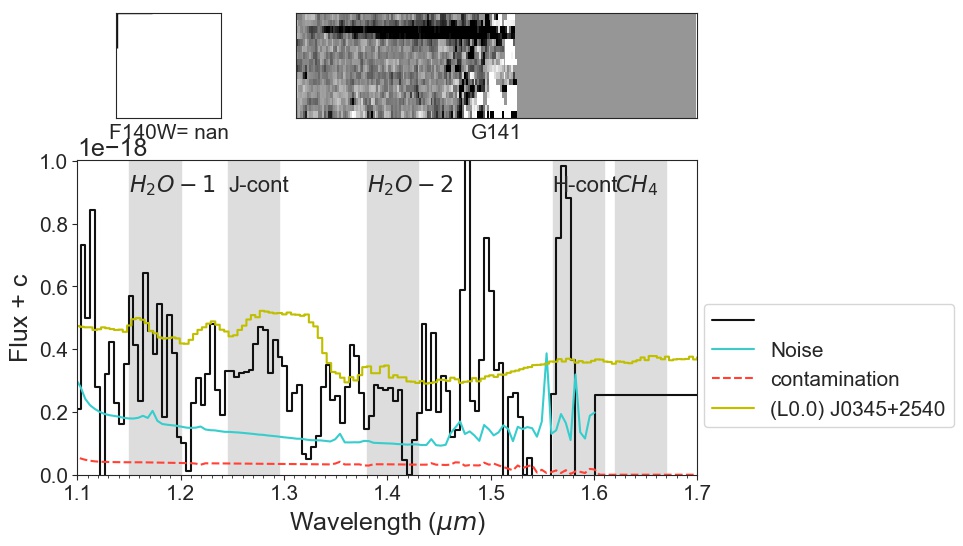 F140W= nan
G141
1e−18
H₂O − 1 J-cont H₂O − 2 H-cont CH₄
1.0
0.8
0.6
0.4
0.2
0.0
Flux + c
1.1 1.2 1.3 1.4 1.5 1.6 1.7
Wavelength (μm)
Noise
contamination
(L0.0) J0345+2540